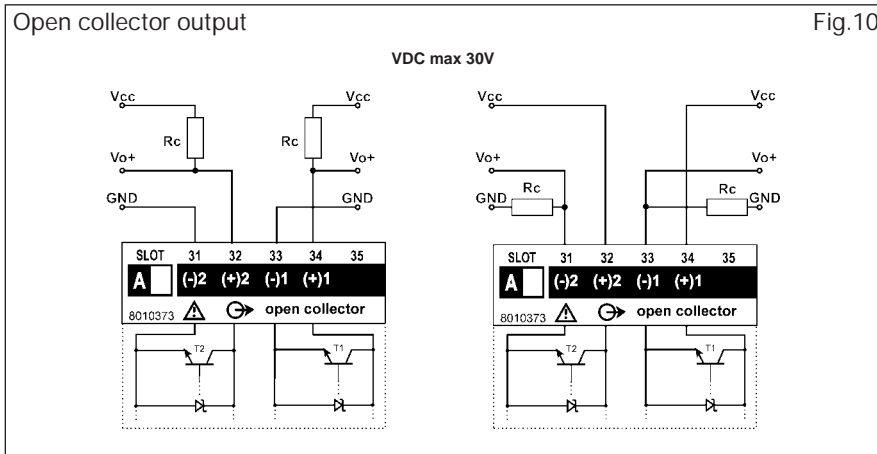 Open collector output Fig.10
VDC max 30V
Vcc Vcc Vcc Vcc
Rc Rc
Vo+ Vo+ Vo+ Vo+
GND GND GND Rc Rc GND
SLOT 31 32 33 34 35 SLOT 31 32 33 34 35
A (-)2 (+)2 (-)1 (+)1 A (-)2 (+)2 (-)1 (+)1
8010373 open collector 8010373 open collector
T2 T1 T2 T1